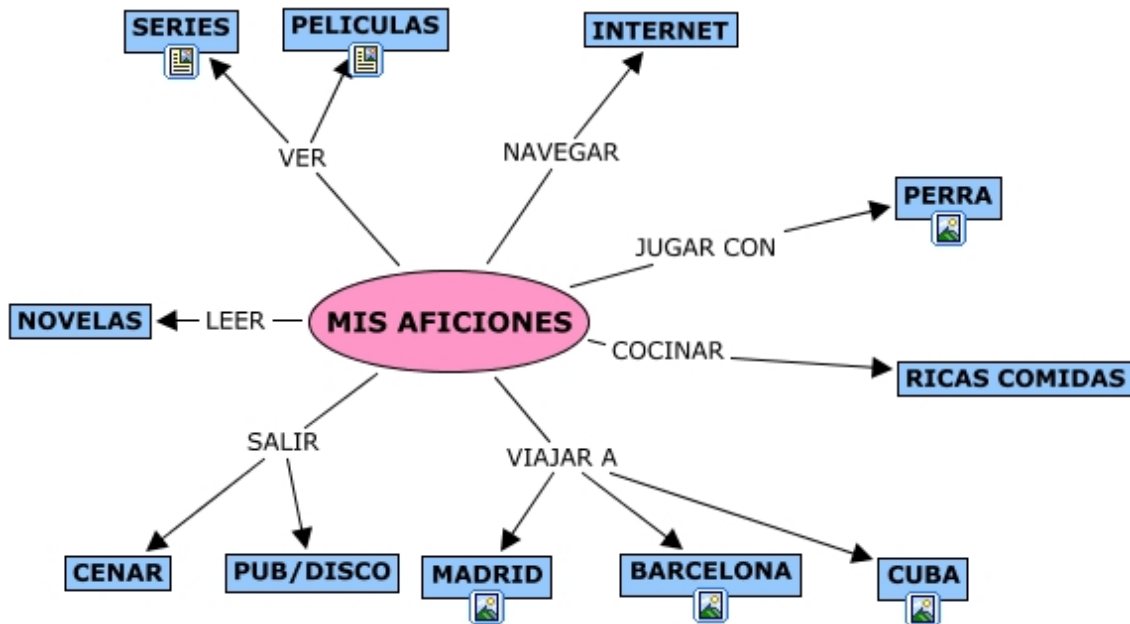 SERIES
PELICULAS
INTERNET
VER
NAVEGAR
PERRA
JUGAR CON
NOVELAS
LEER
MIS AFICIONES
COCINAR
RICAS COMIDAS
SALIR
VIAJAR A
CENAR
PUB/DISCO
MADRID
BARCELONA
CUBA